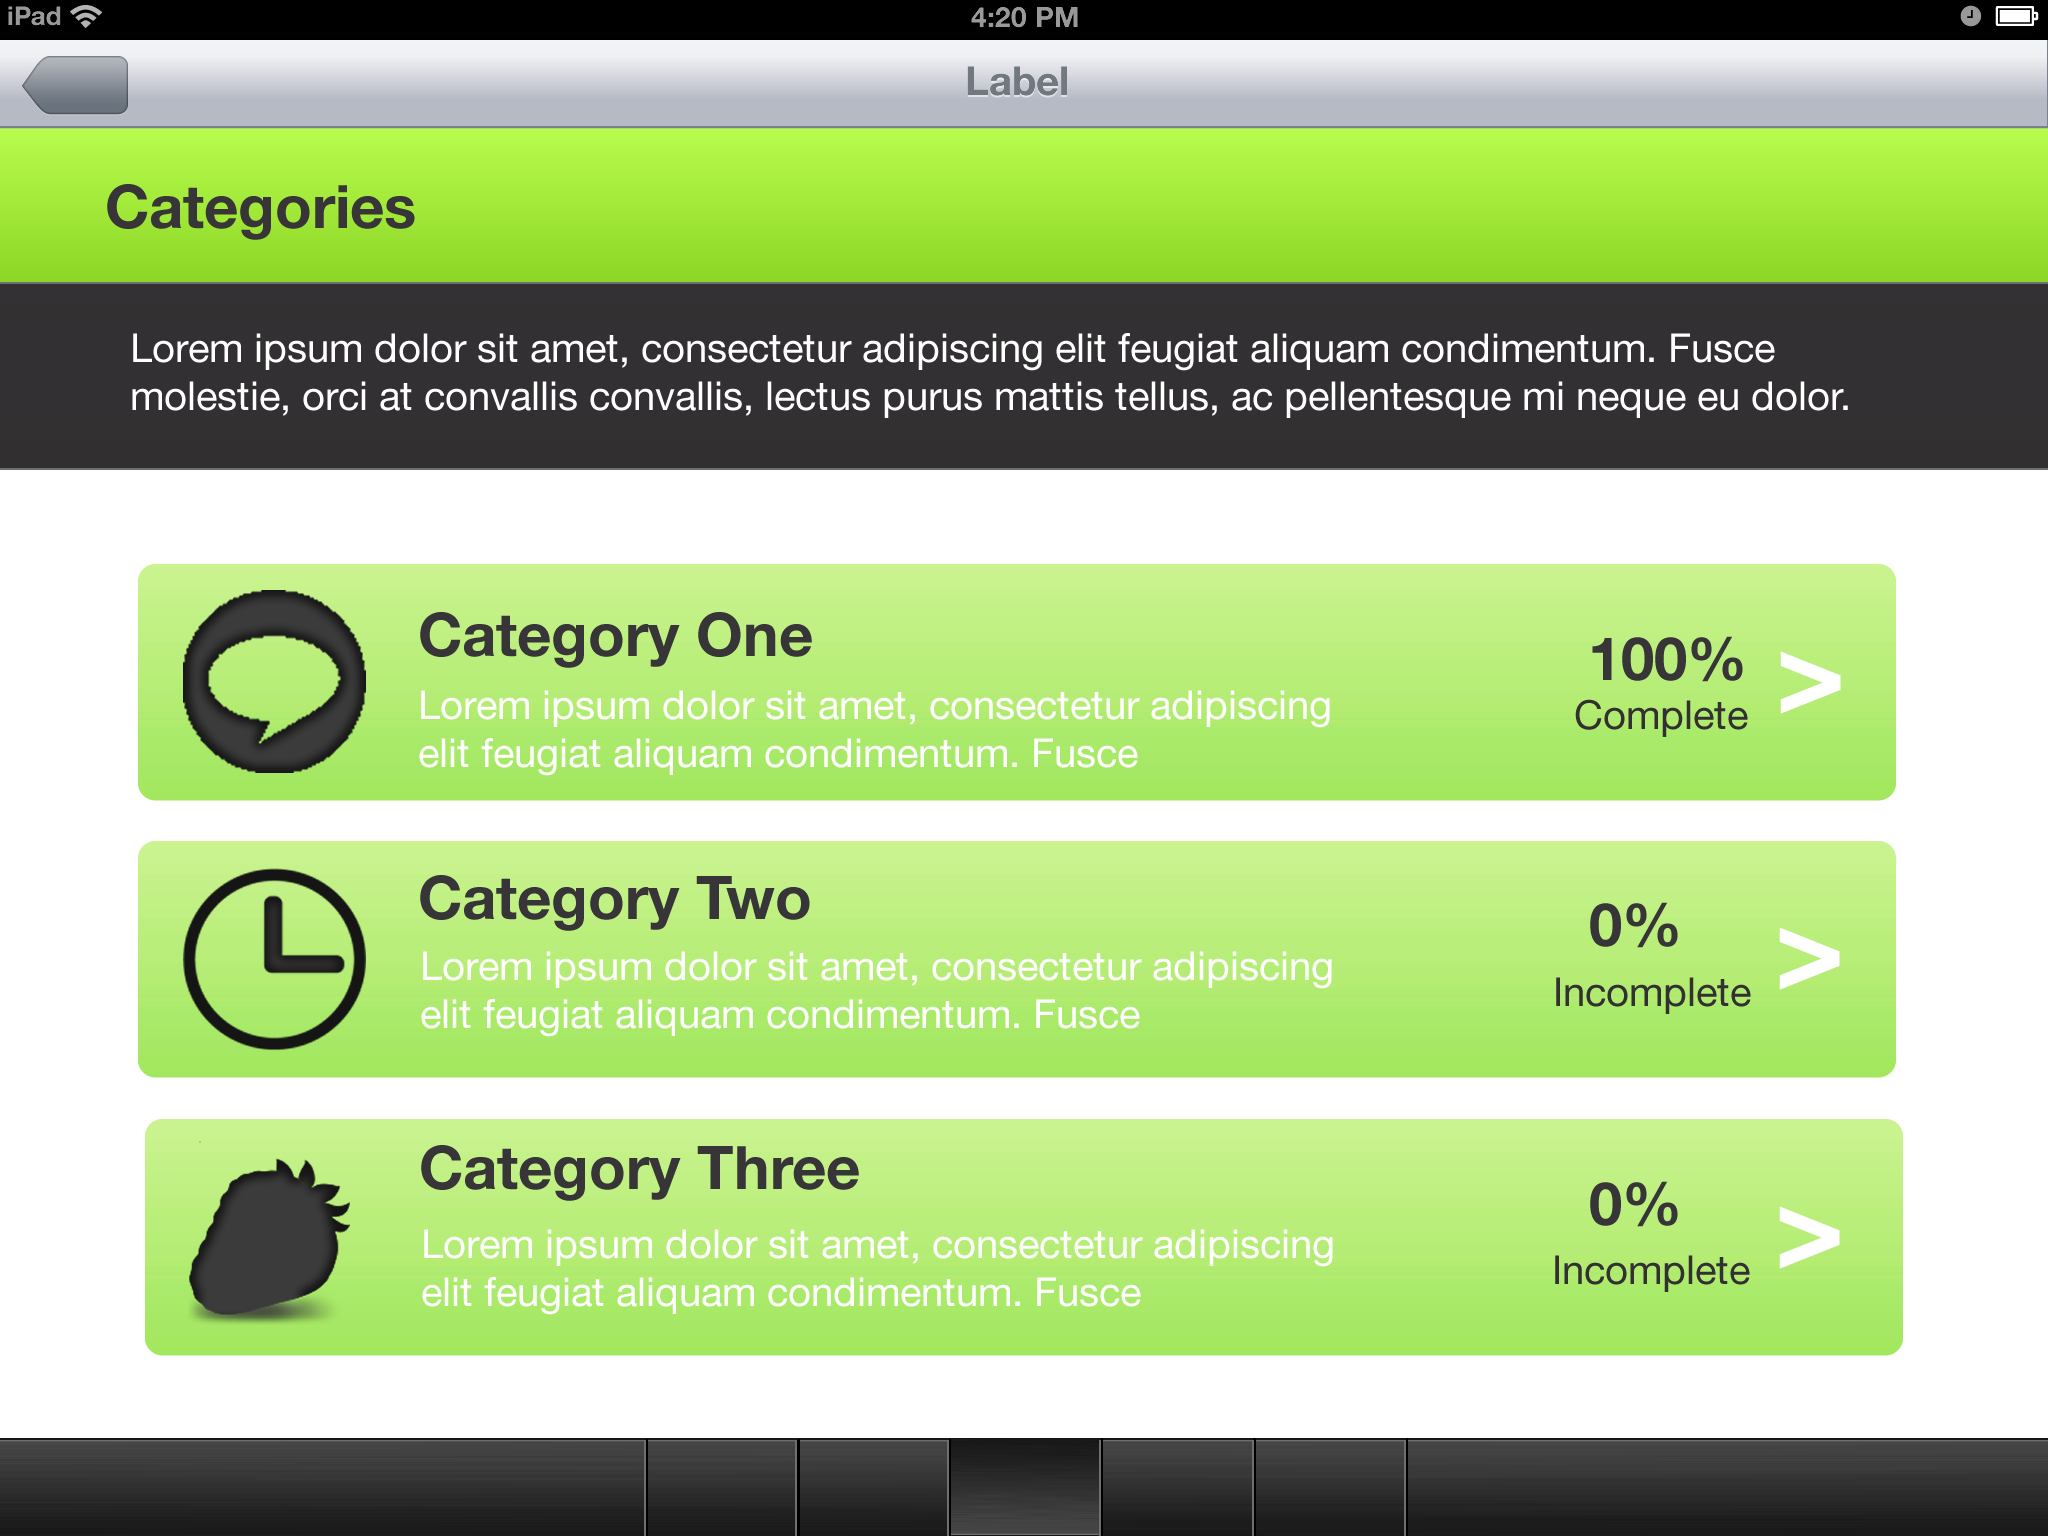 iPad
4:20 PM
Label
Categories
Lorem ipsum dolor sit amet, consectetur adipiscing elit feugiat aliquam condimentum. Fusce
molestie, orci at convallis convallis, lectus purus mattis tellus, ac pellentesque mi neque eu dolor.
Category One
Lorem ipsum dolor sit amet, consectetur adipiscing
elit feugiat aliquam condimentum. Fusce
100%
Complete
>
Category Two
Lorem ipsum dolor sit amet, consectetur adipiscing
elit feugiat aliquam condimentum. Fusce
0%
Incomplete
>
Category Three
Lorem ipsum dolor sit amet, consectetur adipiscing
elit feugiat aliquam condimentum. Fusce
0%
Incomplete
>